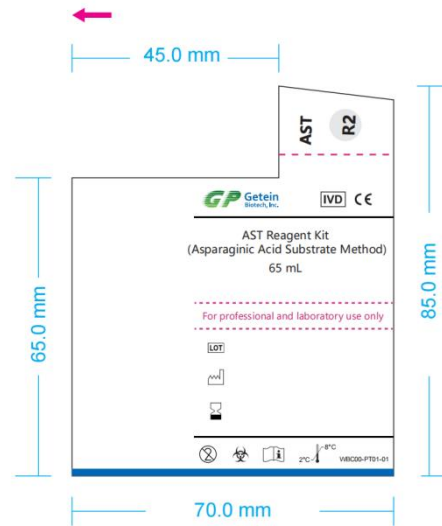 45.0 mm
AST
R2
GP Getein
Biotech, Inc.
IVD CE
AST Reagent Kit
(Asparaginic Acid Substrate Method)
65 mL
For professional and laboratory use only
LOT
2
i
2°C
8°C
WBC00-PT01-01
65.0 mm
85.0 mm
70.0 mm